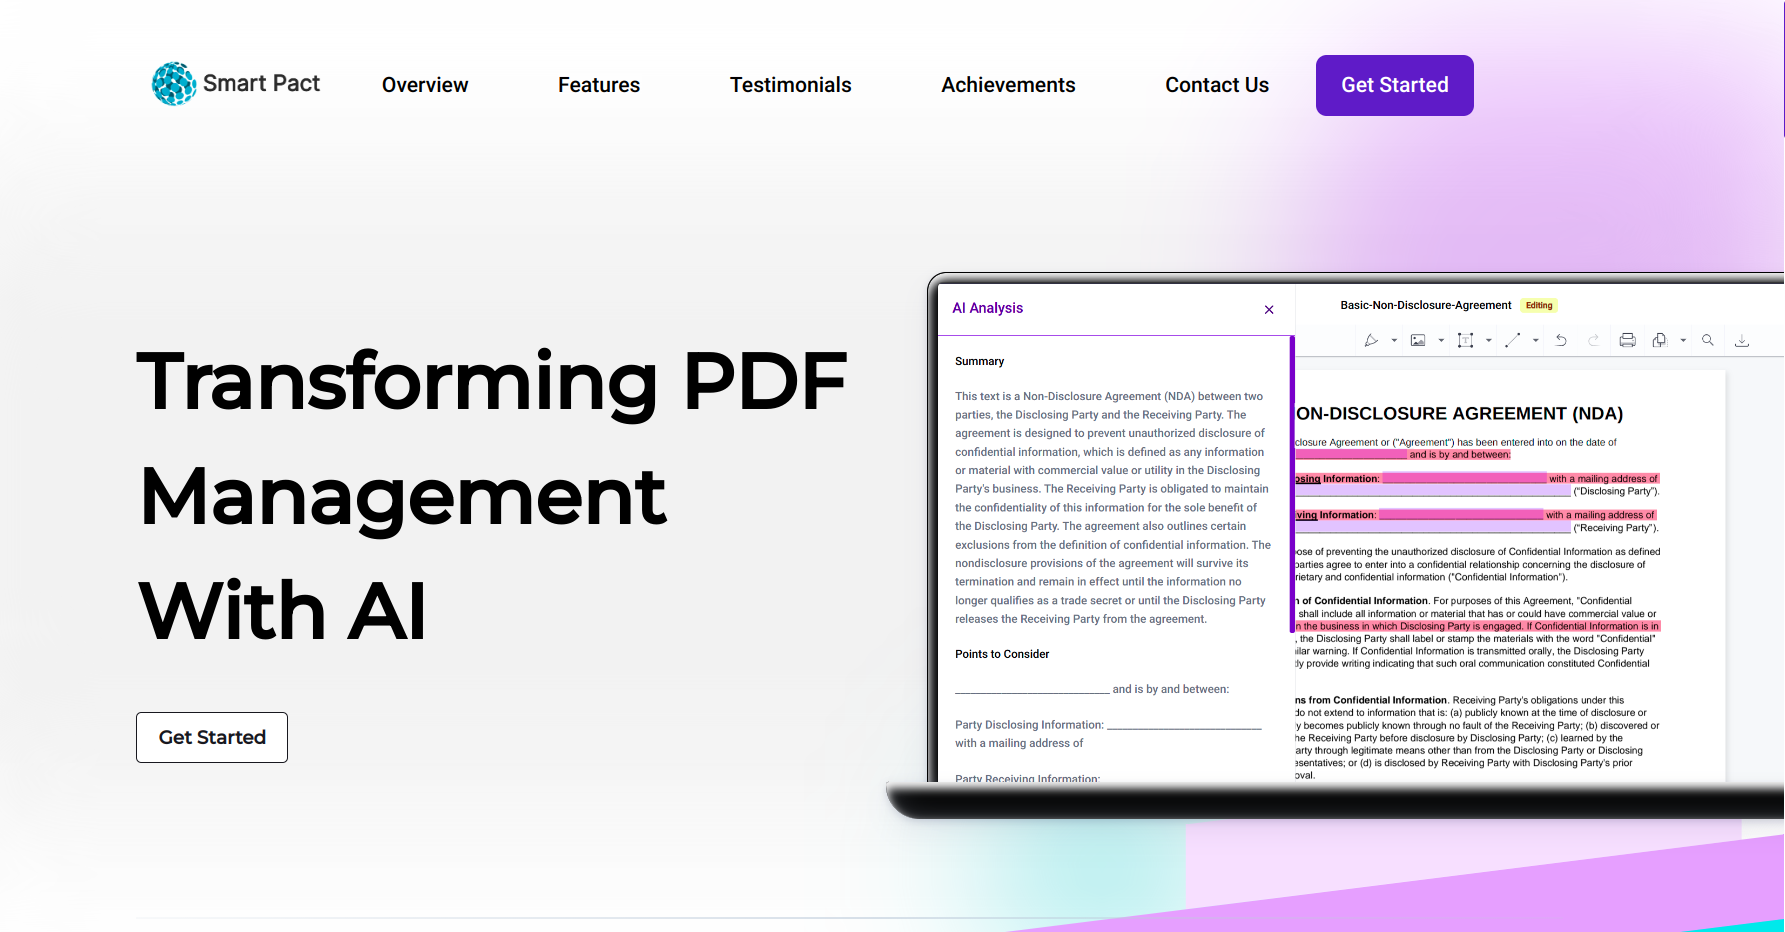 Smart Pact
Overview
Features
Testimonials
Achievements
Contact Us
Get Started
Transforming PDF
Management
With AI
Get Started
AI Analysis
Summary
This text is a Non-Disclosure Agreement (NDA) between two
parties, the Disclosing Party and the Receiving Party. The
agreement is designed to prevent unauthorized disclosure of
confidential information, which is defined as any information
or material with commercial value or utility in the Disclosing
Party's business. The Receiving Party is obligated to maintain
the confidentiality of this information for the sole benefit of
the Disclosing Party. The agreement also outlines certain
exclusions from the definition of confidential information. The
nondisclosure provisions of the agreement will survive its
termination and remain in effect until the information no
longer qualifies as a trade secret or until the Disclosing Party
releases the Receiving Party from the agreement.
Points to Consider
____________________________ and is by and between:
Party Disclosing Information: ____________________________
with a mailing address of
Party Receiving Information:
Basic-Non-Disclosure-Agreement
Editing
ON-DISCLOSURE AGREEMENT (NDA)
closure Agreement or ("Agreement") has been entered into on the date of
____________________ and is by and between:
osing Information: ____________________________ with a mailing address of
____________________________ ("Disclosing Party").
ving Information: ____________________________ with a mailing address of
____________________________ ("Receiving Party").
ose of preventing the unauthorized disclosure of Confidential Information as defined
parties agree to enter into a confidential relationship concerning the disclosure of
rietary and confidential information ("Confidential Information").
n of Confidential Information. For purposes of this Agreement, "Confidential
shall include all information or material that has or could have commercial value or
n the business in which Disclosing Party is engaged. If Confidential Information is in
, the Disclosing Party shall label or stamp the materials with the word "Confidential"
ilar warning. If Confidential Information is transmitted orally, the Disclosing Party
tly provide writing indicating that such oral communication constituted Confidential
ns from Confidential Information. Receiving Party's obligations under this
do not extend to information that is: (a) publicly known at the time of disclosure or
ly becomes publicly known through no fault of the Receiving Party; (b) discovered or
he Receiving Party before disclosure by Disclosing Party; (c) learned by the
arty through legitimate means other than from the Disclosing Party or Disclosing
esentatives; or (d) is disclosed by Receiving Party with Disclosing Party's prior
oval.